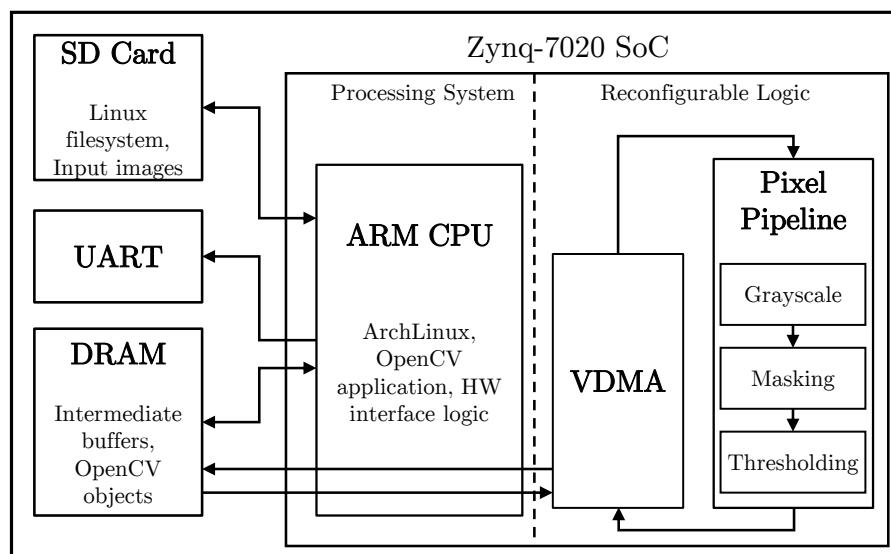 Zynq-7020 SoC
SD Card
Linux
filesystem,
Input images
UART
DRAM
Intermediate
buffers,
OpenCV
objects
Processing System
ARM CPU
ArchLinux,
OpenCV
application, HW
interface logic
Reconfigurable Logic
VDMA
Pixel
Pipeline
Grayscale
Masking
Thresholding